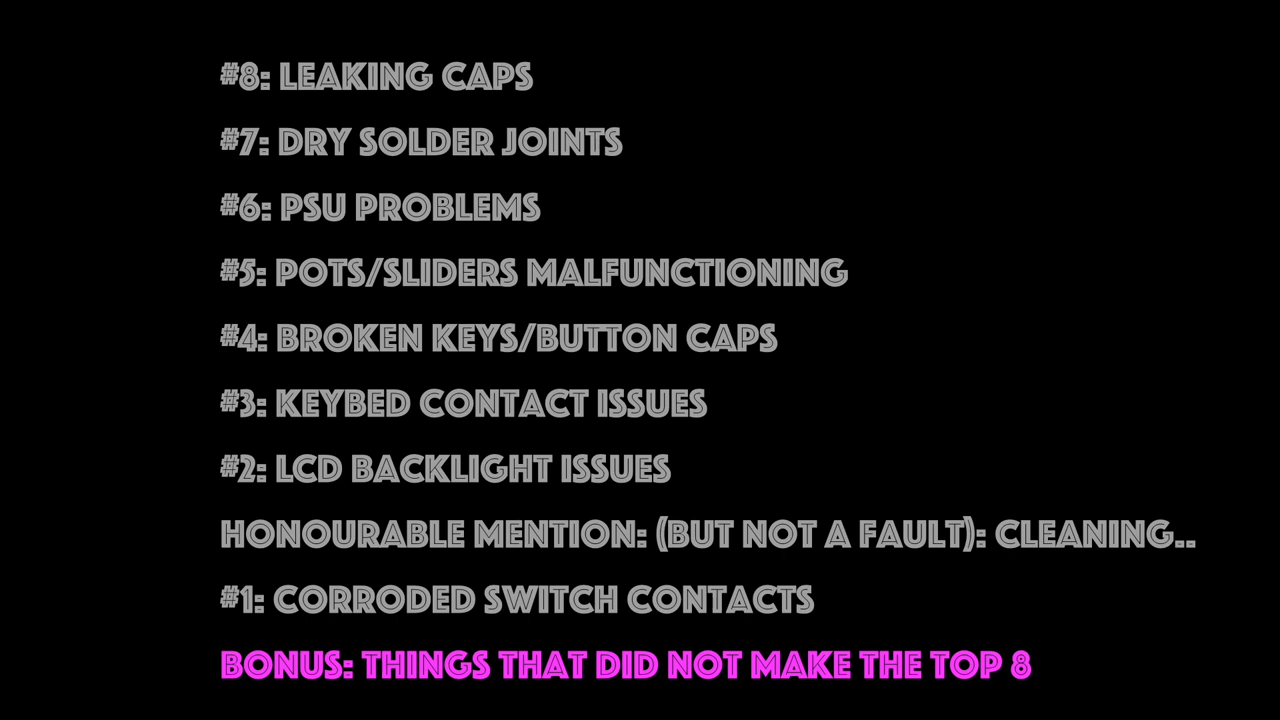 #8: LEAKING CAPS
#7: DRY SOLDER JOINTS
#6: PSU PROBLEMS
#5: POTS/SLIDERS MALFUNCTIONING
#4: BROKEN KEYS/BUTTON CAPS
#3: KEYBED CONTACT ISSUES
#2: LCD BACKLIGHT ISSUES
HONOURABLE MENTION: (BUT NOT A FAULT): CLEANING..
#1: CORRODED SWITCH CONTACTS
BONUS: THINGS THAT DID NOT MAKE THE TOP 8